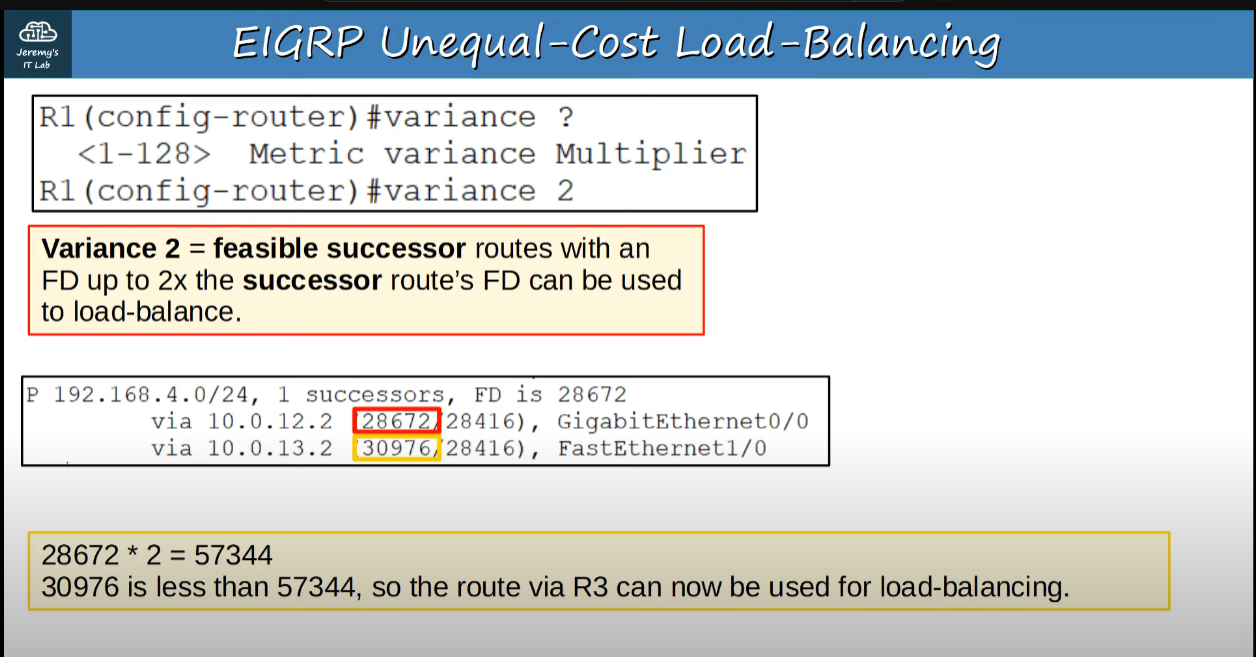 Jeremy's
IT Lab
EIGRP Unequal-Cost Load-Balancing
R1(config-router)#variance ?
<1-128> Metric variance Multiplier
R1(config-router)#variance 2
Variance 2 = feasible successor routes with an
FD up to 2x the successor route's FD can be used
to load-balance.
P 192.168.4.0/24, 1 successors, FD is 28672
via 10.0.12.2 (28672/28416), GigabitEthernet0/0
via 10.0.13.2 (30976/28416), FastEthernet1/0
28672 * 2 = 57344
30976 is less than 57344, so the route via R3 can now be used for load-balancing.